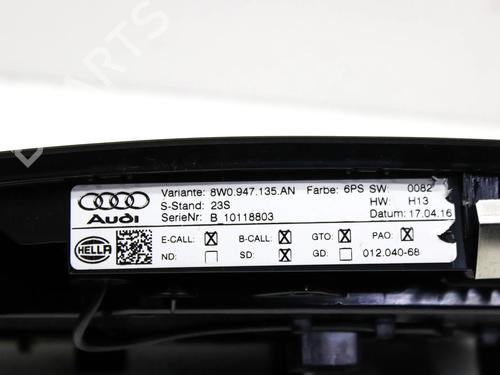 B-PARTS
Audi
Variante: 8W0.947.135.AN Farbe: 6PS SW: 0082
S-Stand: 23S HW: H13
SerieNr: B_10118803 Datum: 17.04.16
HELLA
E-CALL: X B-CALL: X GTO: X PAO: X
ND: SD: X GD: 012.040-68